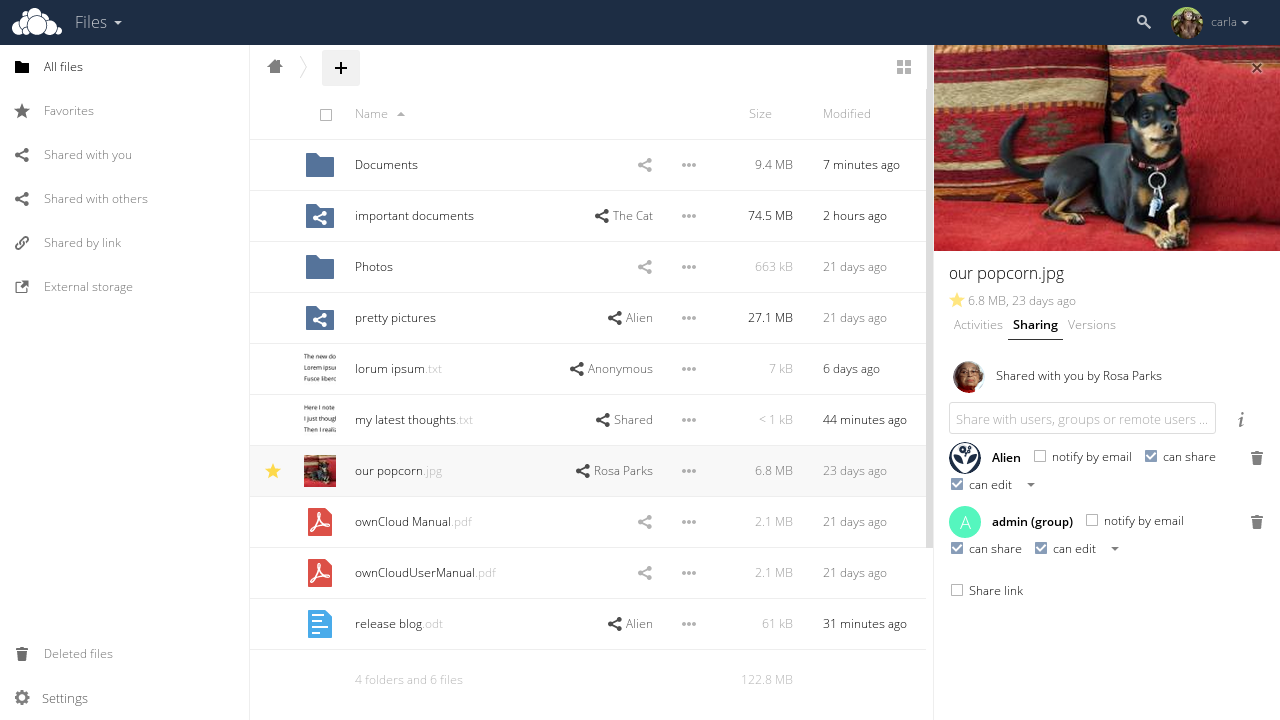 Files
carla
All files
Favorites
Shared with you
Shared with others
Shared by link
External storage
Deleted files
Settings
Name Size Modified
Documents 9.4 MB 7 minutes ago
important documents The Cat 74.5 MB 2 hours ago
Photos 663 kB 21 days ago
pretty pictures Alien 27.1 MB 21 days ago
The new do
Lorem ipsum
Fusce liberc
lorum ipsum.txt Anonymous 7 kB 6 days ago
Here I note
I just though
Then I realiz
my latest thoughts.txt Shared < 1 kB 44 minutes ago
our popcorn.jpg Rosa Parks 6.8 MB 23 days ago
ownCloud Manual.pdf 2.1 MB 21 days ago
ownCloudUserManual.pdf 2.1 MB 21 days ago
release blog.odt Alien 61 kB 31 minutes ago
4 folders and 6 files 122.8 MB
our popcorn.jpg
6.8 MB, 23 days ago
Activities Sharing Versions
Shared with you by Rosa Parks
Share with users, groups or remote users ...
Alien notify by email can share
can edit
A admin (group) notify by email
can share can edit
Share link